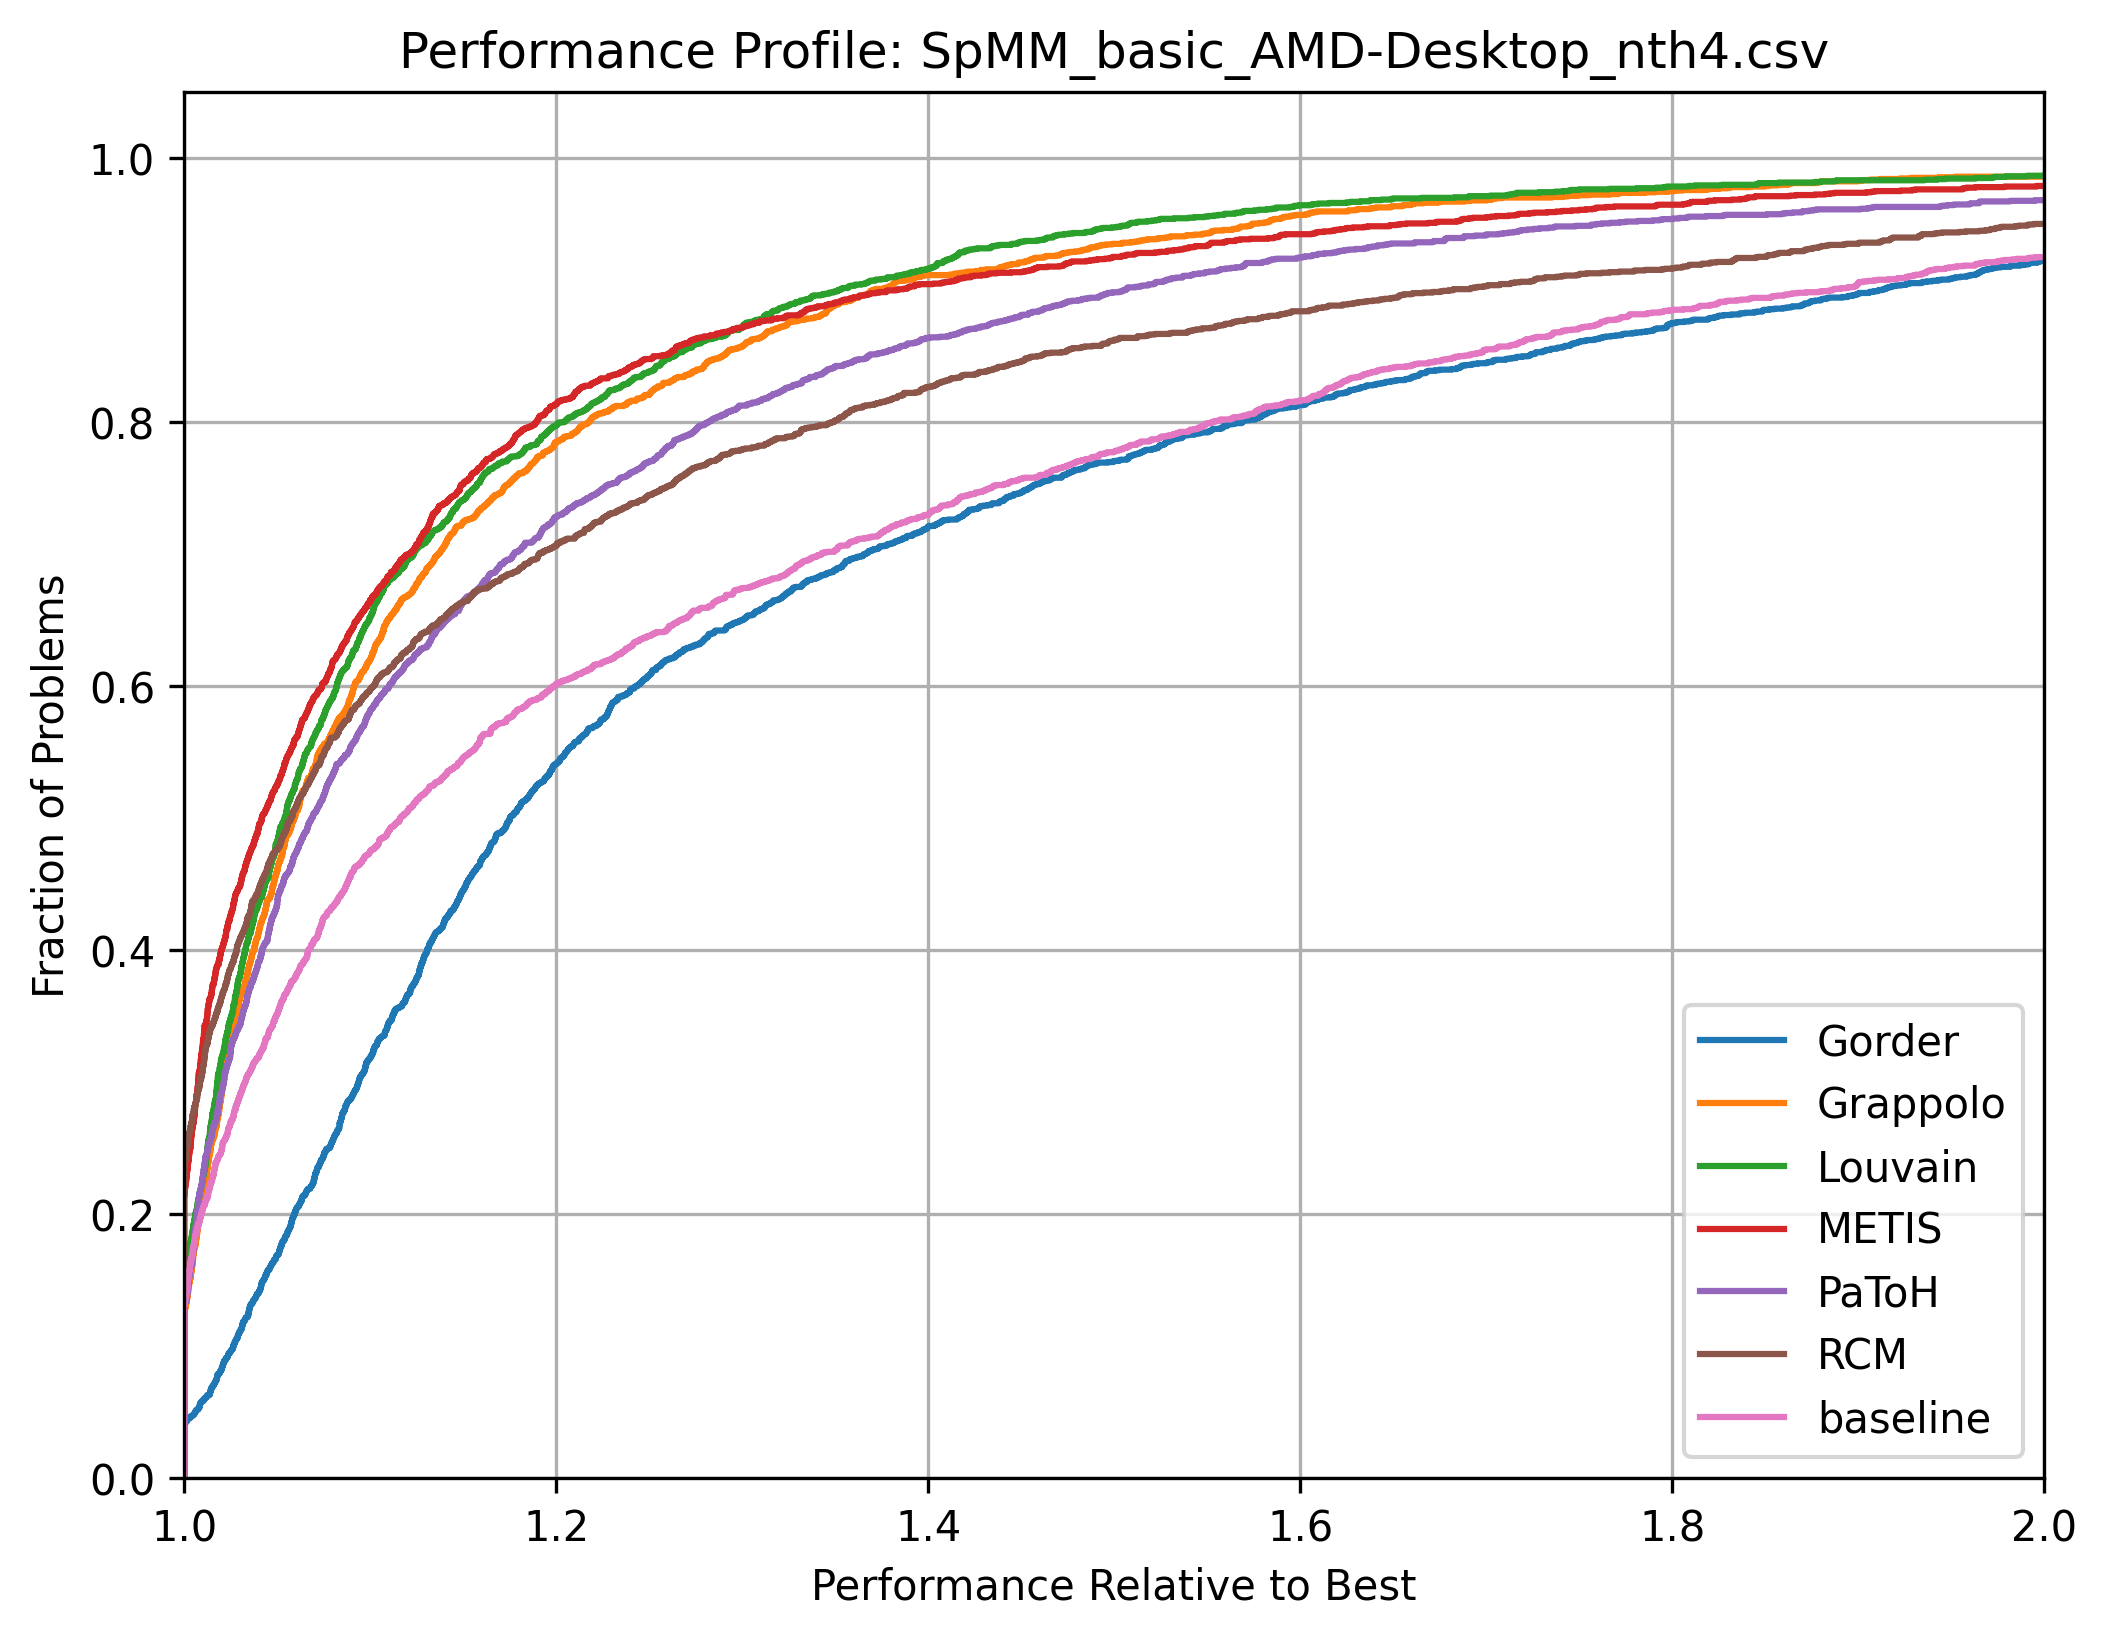 Performance Profile: SpMM_basic_AMD-Desktop_nth4.csv
Fraction of Problems
1.0
0.8
0.6
0.4
0.2
0.0
1.0 1.2 1.4 1.6 1.8 2.0
Performance Relative to Best
Gorder
Grappolo
Louvain
METIS
PaToH
RCM
baseline